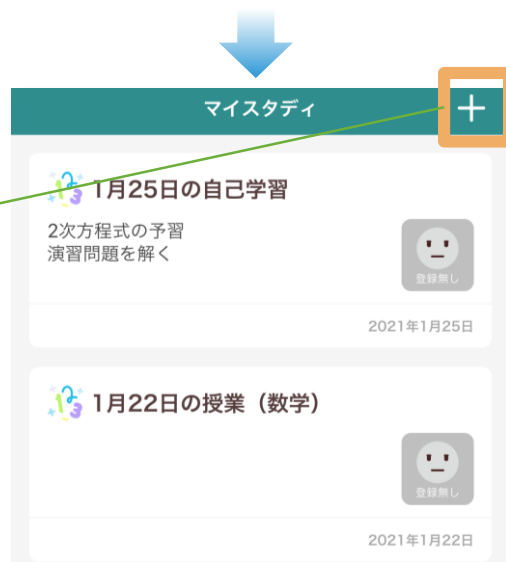 マイスタディ
1月25日の自己学習
2次方程式の予習
演習問題を解く
登録無し
2021年1月25日
1月22日の授業（数学）
登録無し
2021年1月22日